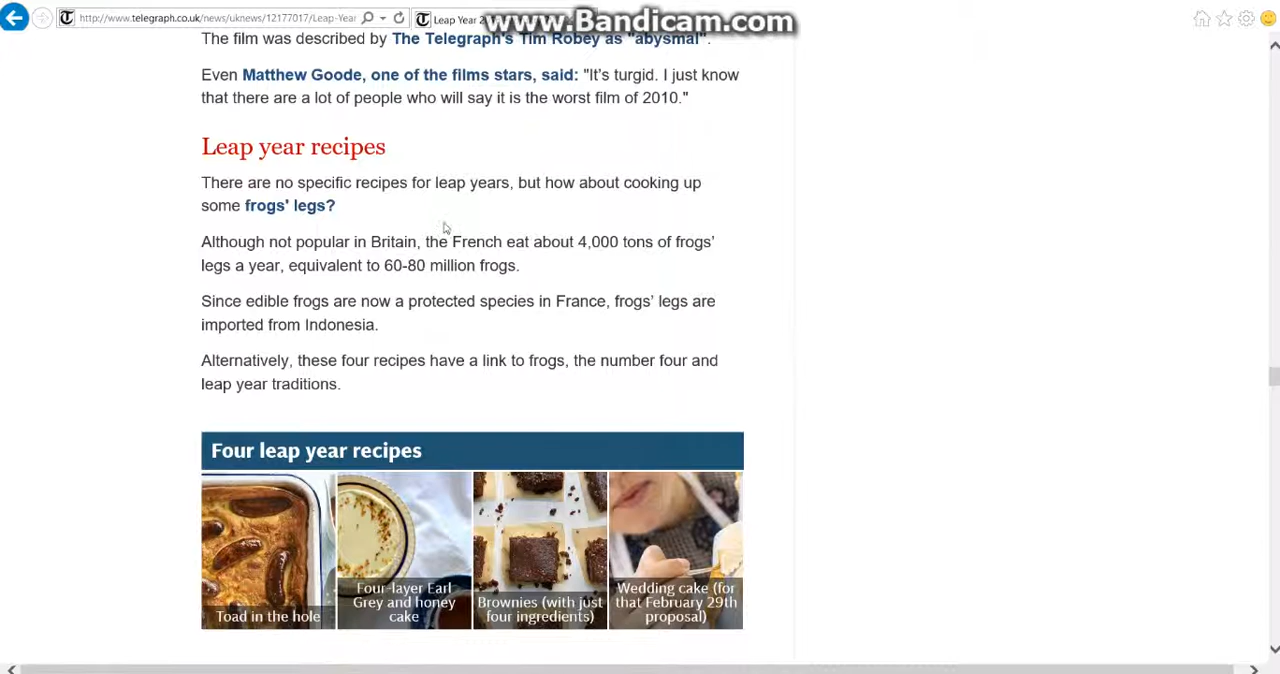 www.Bandicam.com
http://www.telegraph.co.uk/news/uknews/12177017/Leap-Year
Leap Year 2
The film was described by The Telegraph's Tim Robey as "abysmal".
Even Matthew Goode, one of the films stars, said: "It's turgid. I just know
that there are a lot of people who will say it is the worst film of 2010."
Leap year recipes
There are no specific recipes for leap years, but how about cooking up
some frogs' legs?
Although not popular in Britain, the French eat about 4,000 tons of frogs'
legs a year, equivalent to 60-80 million frogs.
Since edible frogs are now a protected species in France, frogs' legs are
imported from Indonesia.
Alternatively, these four recipes have a link to frogs, the number four and
leap year traditions.
Four leap year recipes
Toad in the hole
Four-layer Earl
Grey and honey
cake
Brownies (with just
four ingredients)
Wedding cake (for
that February 29th
proposal)